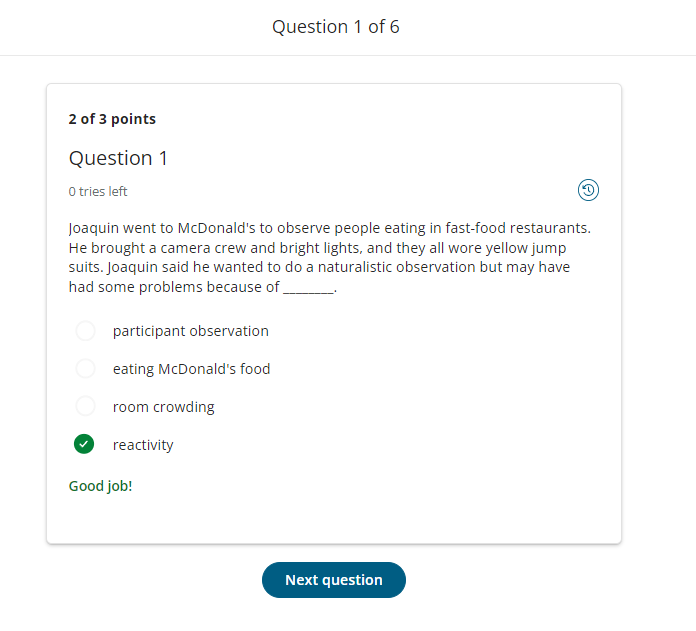 Question 1 of 6
2 of 3 points
Question 1
0 tries left
Joaquin went to McDonald's to observe people eating in fast-food restaurants.
He brought a camera crew and bright lights, and they all wore yellow jump
suits. Joaquin said he wanted to do a naturalistic observation but may have
had some problems because of ________.
participant observation
eating McDonald's food
room crowding
reactivity
Good job!
Next question